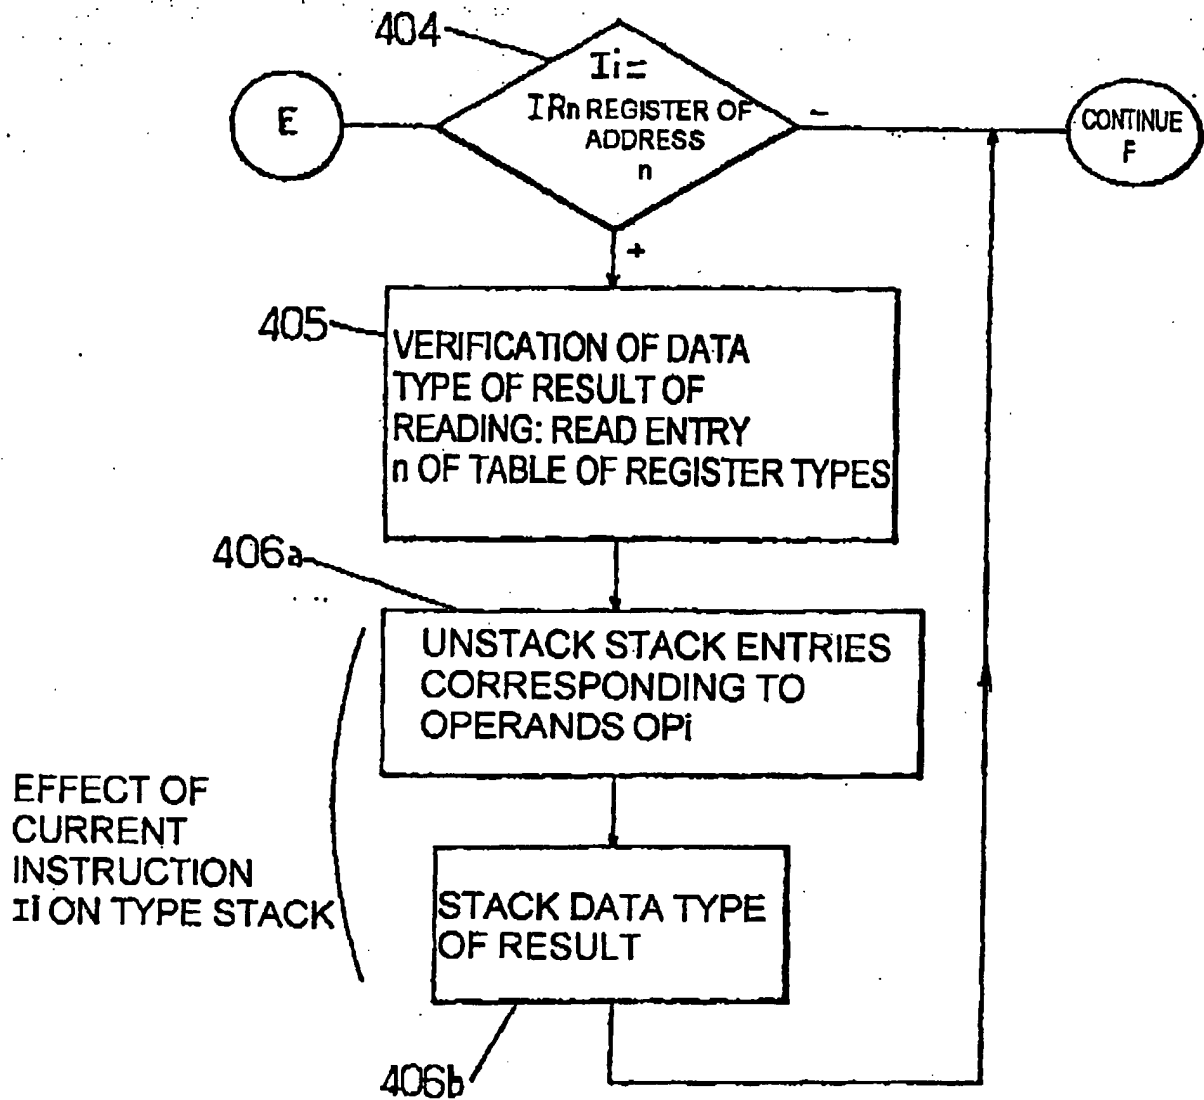 404
Ii=
IRn REGISTER OF
ADDRESS
n
E
-
CONTINUE
F
+
405
VERIFICATION OF DATA
TYPE OF RESULT OF
READING: READ ENTRY
n OF TABLE OF REGISTER TYPES
406a
UNSTACK STACK ENTRIES
CORRESPONDING TO
OPERANDS OPi
EFFECT OF
CURRENT
INSTRUCTION
Ii ON TYPE STACK
STACK DATA TYPE
OF RESULT
406b